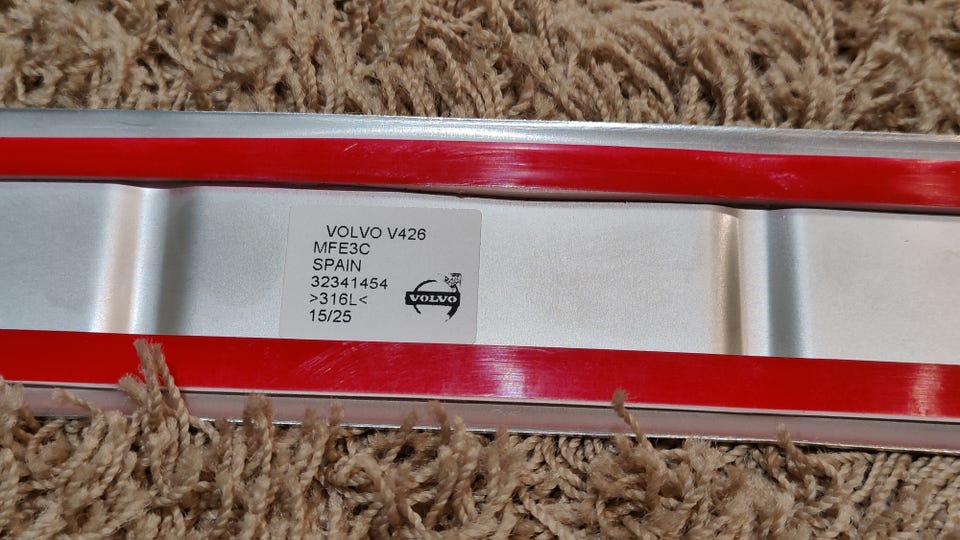 VOLVO V426
MFE3C
SPAIN
32341454
>316L<
15/25
VOLVO